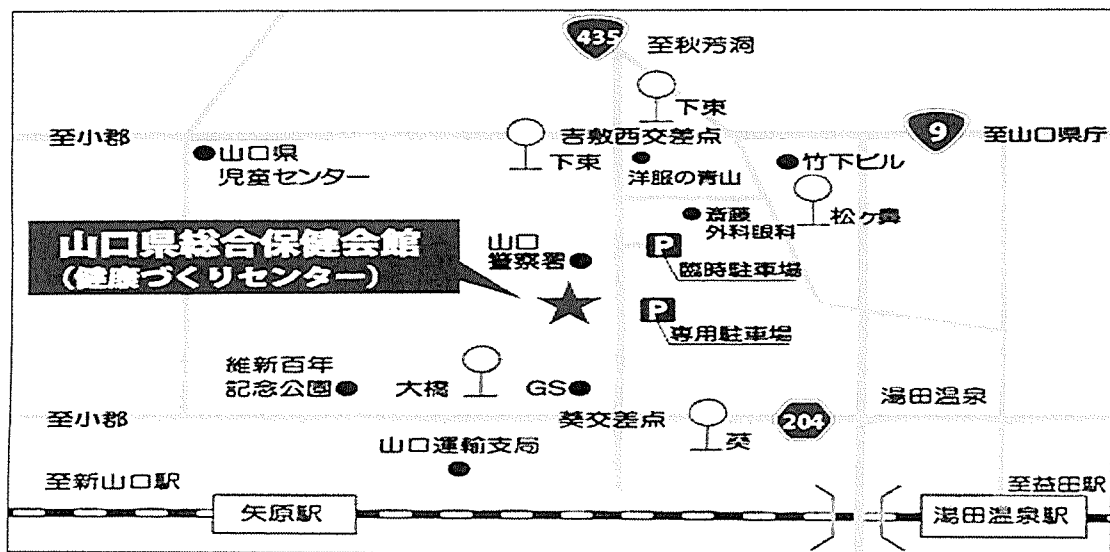 435
至秋芳洞
下東
9
至小郡
吉敷西交差点
至山口県庁
山口県
児童センター
下東
洋服の青山
竹下ビル
松ヶ鼻
斎藤
外科眼科
山口県総合保健会館
(健康づくりセンター)
山口
警察署
P
臨時駐車場
P
専用駐車場
維新百年
記念公園
大橋
GS
湯田温泉
至小郡
葵交差点
葵
204
山口運輸支局
至新山口駅
至益田駅
矢原駅
湯田温泉駅